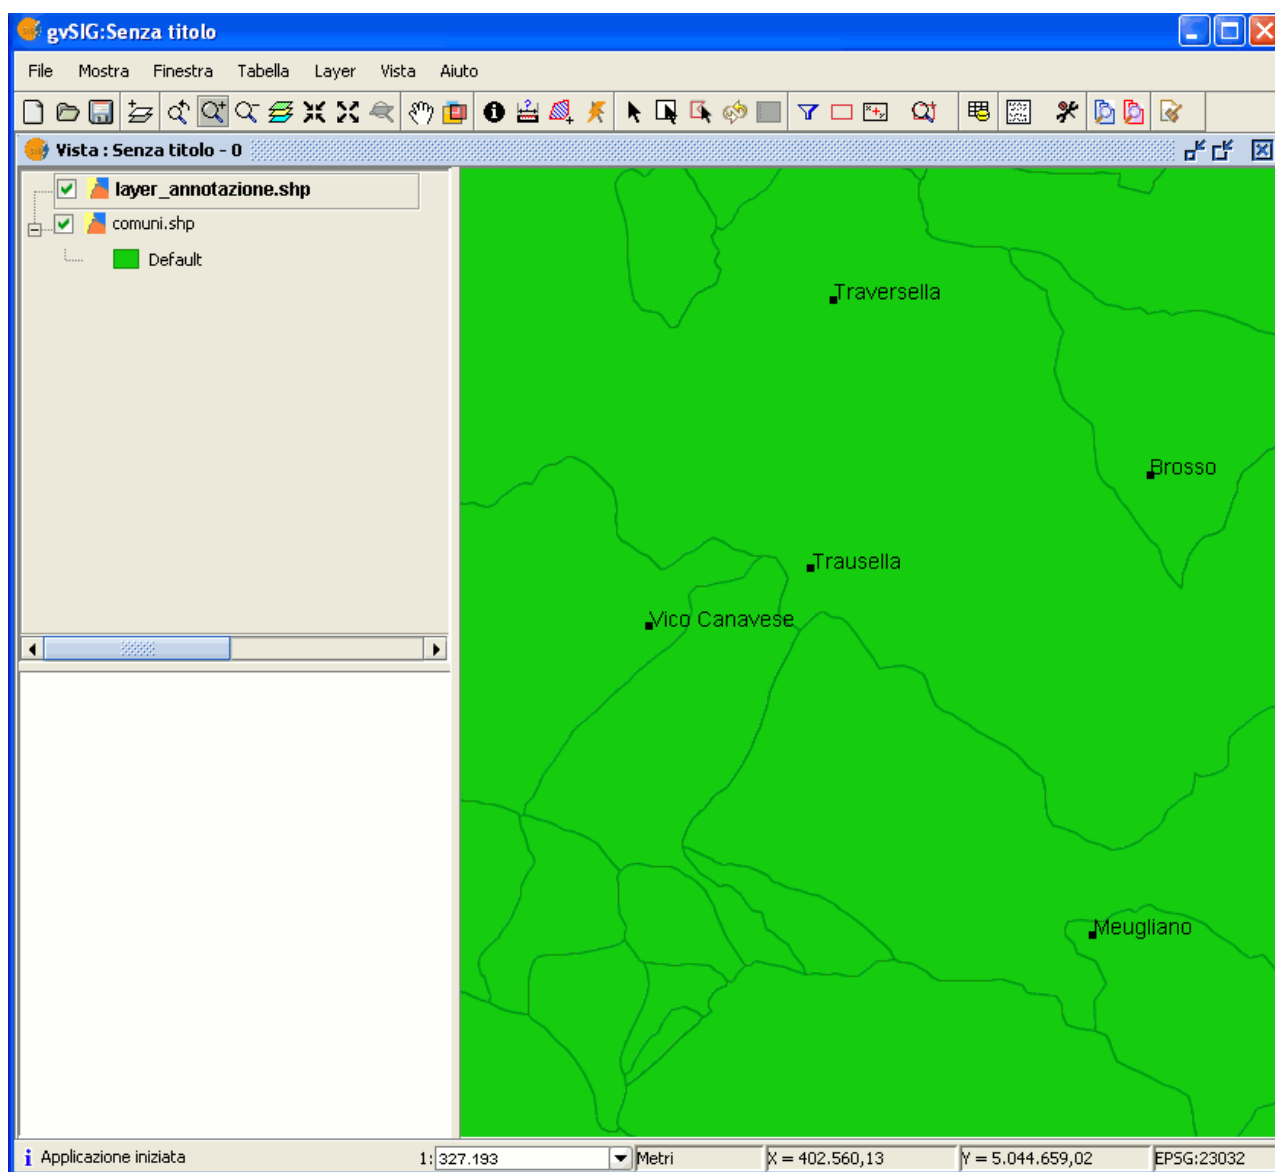 gvSIG:Senza titolo
File Mostra Finestra Tabella Layer Vista Aiuto
Vista : Senza titolo - 0
layer_annotazione.shp
comuni.shp
Default
Traversella
Brosso
Trausella
Vico Canavese
Meugliano
Applicazione iniziata 1: 327.193 Metri X = 402.560,13 Y = 5.044.659,02 EPSG:23032